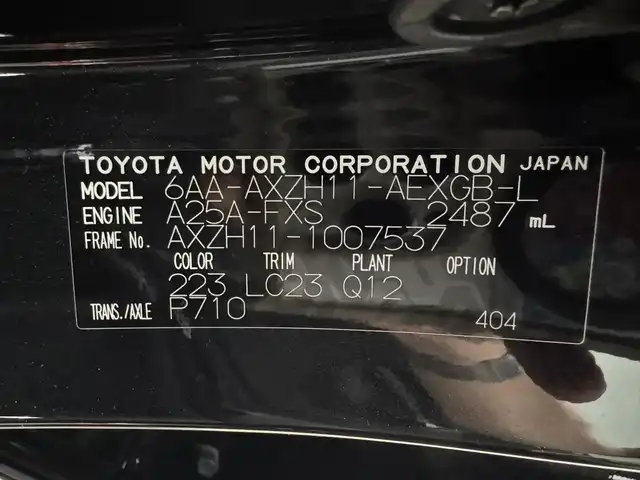 TOYOTA MOTOR CORPORATION JAPAN
MODEL 6AA-AXZH11-AEXGB-L
ENGINE A25A-FXS 2487 mL
FRAME No. AXZH11-1007537
COLOR TRIM PLANT OPTION
223 LC23 Q12
TRANS./AXLE P710
404